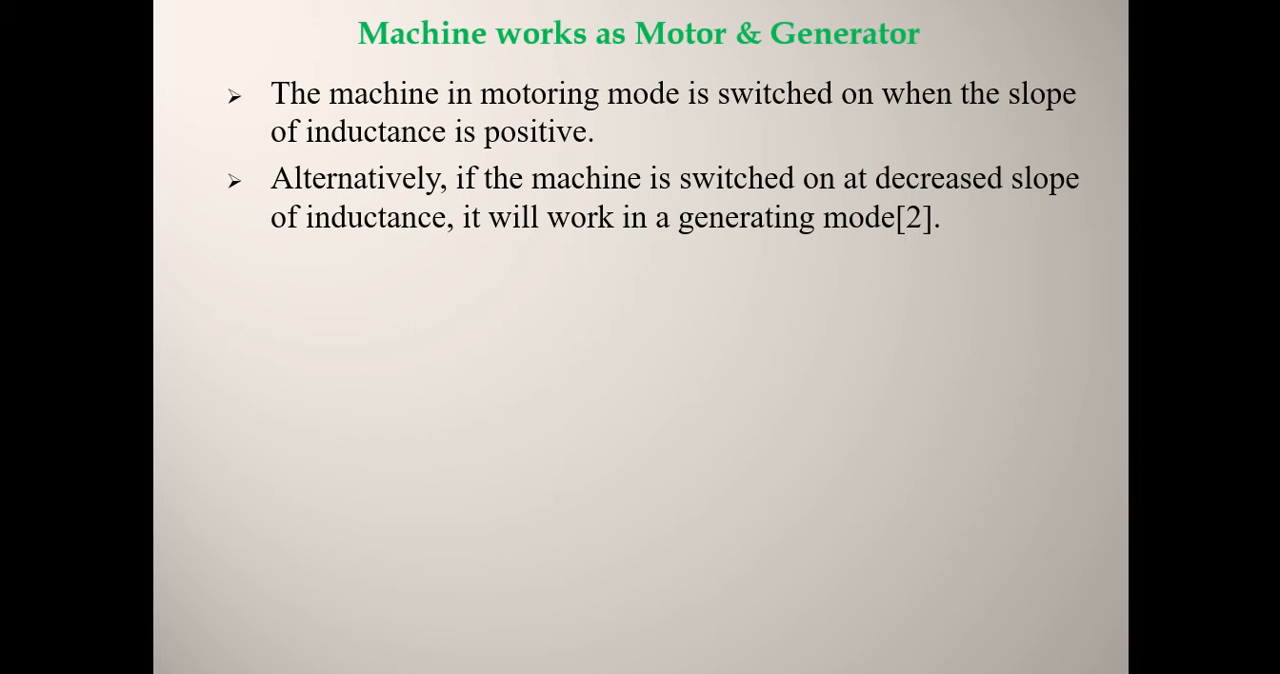 Machine works as Motor & Generator
➢ The machine in motoring mode is switched on when the slope
of inductance is positive.
➢ Alternatively, if the machine is switched on at decreased slope
of inductance, it will work in a generating mode[2].